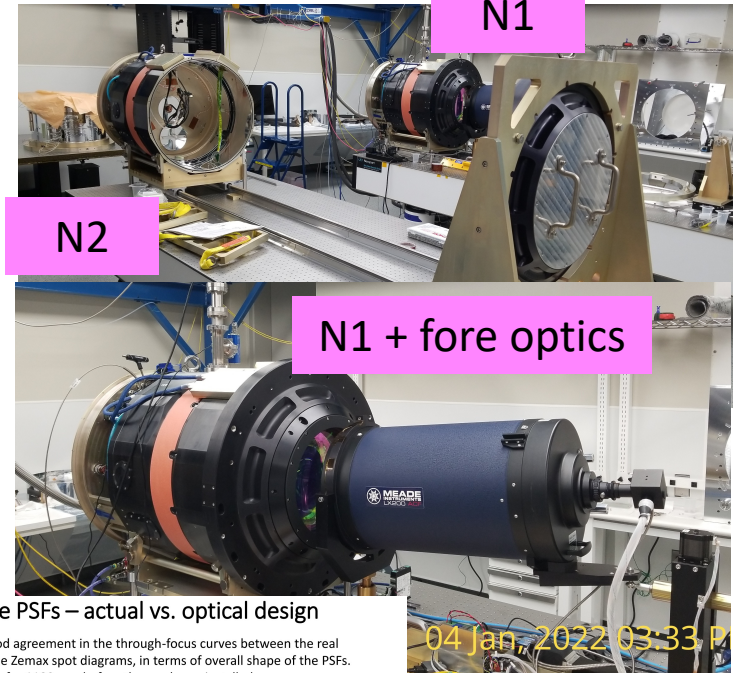 N1
N2
N1 + fore optics
MEADE
INSTRUMENTS
LX200
PSFs – actual vs. optical design
agreement in the through-focus curves between the real
Zemax spot diagrams, in terms of overall shape of the PSFs.
04 Jan, 2022 03:33